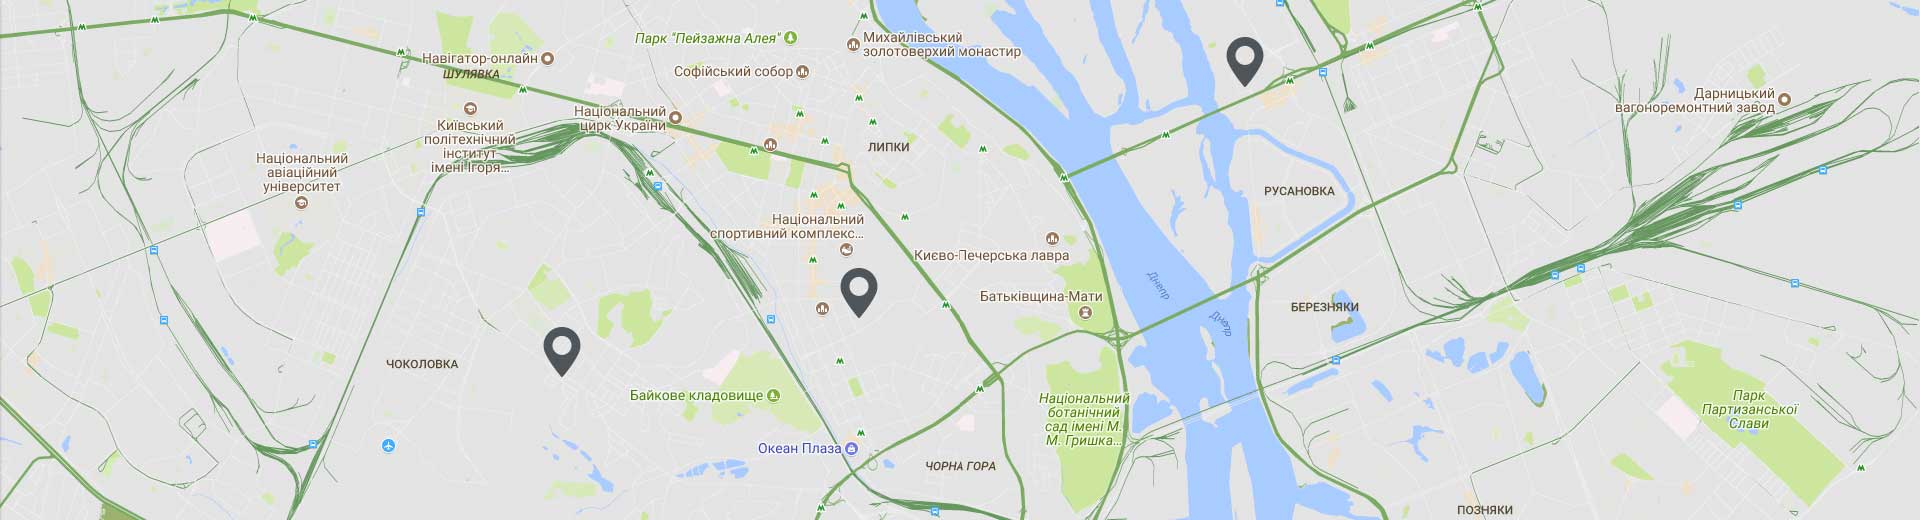 Парк "Пейзажна Алея"
Михайлівський
золотоверхий монастир
Навігатор-онлайн
ШУЛЯВКА
Софійський собор
Дарницький
вагоноремонтний завод
Національний
цирк України
Київський
політехнічний
інститут
імені Ігоря...
ЛИПКИ
Національний
авіаційний
університет
РУСАНОВКА
Національний
спортивний комплекс...
Києво-Печерська лавра
Батьківщина-Мати
Днепр
Днепр
БЕРЕЗНЯКИ
ЧОКОЛОВКА
Байкове кладовище
Національний
ботанічний
сад імені М.
М. Гришка...
Парк
Партизанської
Слави
Океан Плаза
ЧОРНА ГОРА
ПОЗНЯКИ